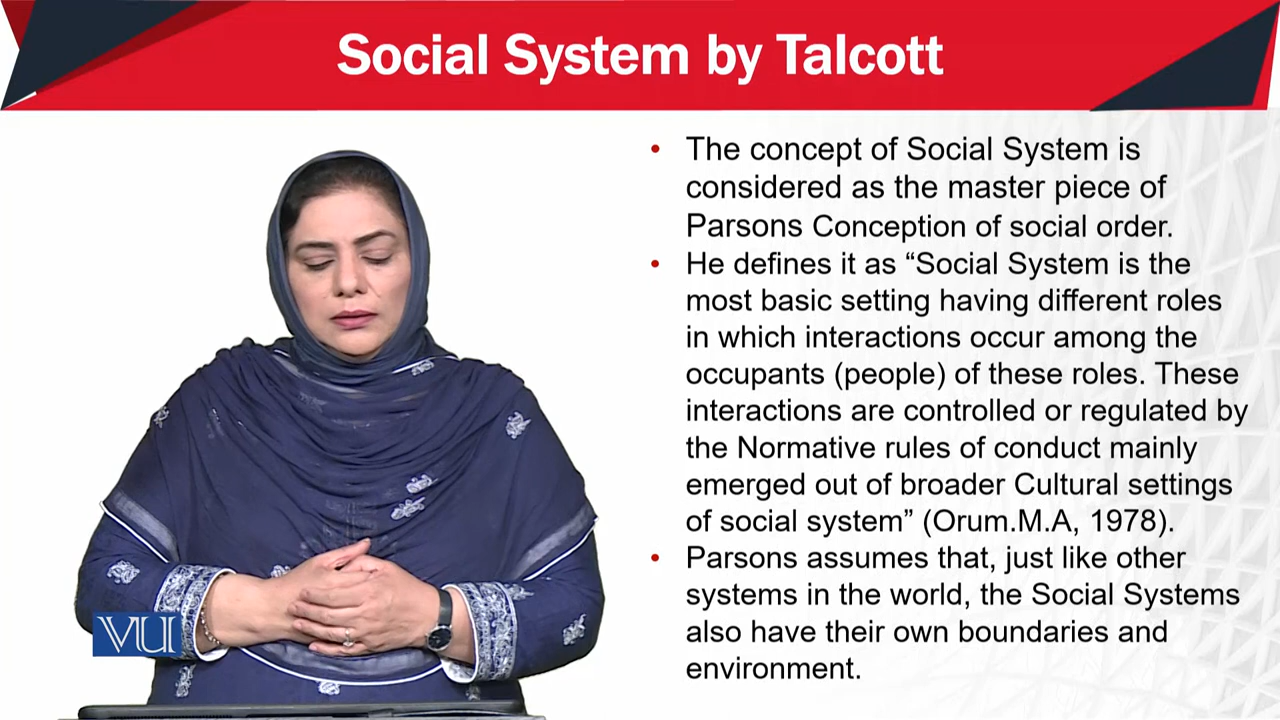 Social System by Talcott
• The concept of Social System is
considered as the master piece of
Parsons Conception of social order.
• He defines it as “Social System is the
most basic setting having different roles
in which interactions occur among the
occupants (people) of these roles. These
interactions are controlled or regulated by
the Normative rules of conduct mainly
emerged out of broader Cultural settings
of social system” (Orum.M.A, 1978).
• Parsons assumes that, just like other
systems in the world, the Social Systems
also have their own boundaries and
environment.
VU